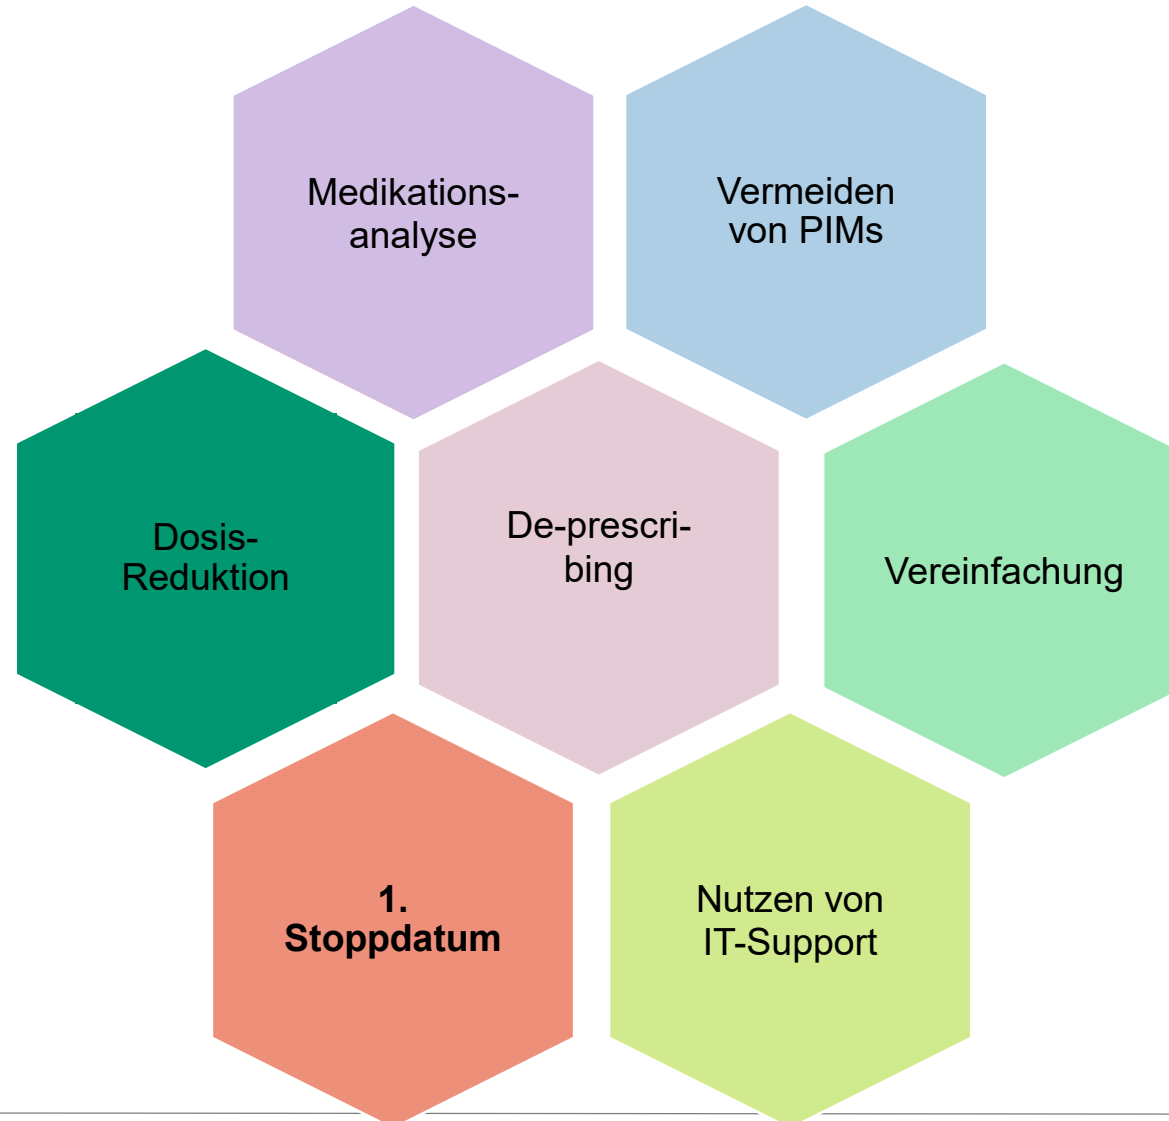 Medikations-
analyse
Vermeiden
von PIMs
Dosis-
Reduktion
De-prescri-
bing
Vereinfachung
1.
Stoppdatum
Nutzen von
IT-Support